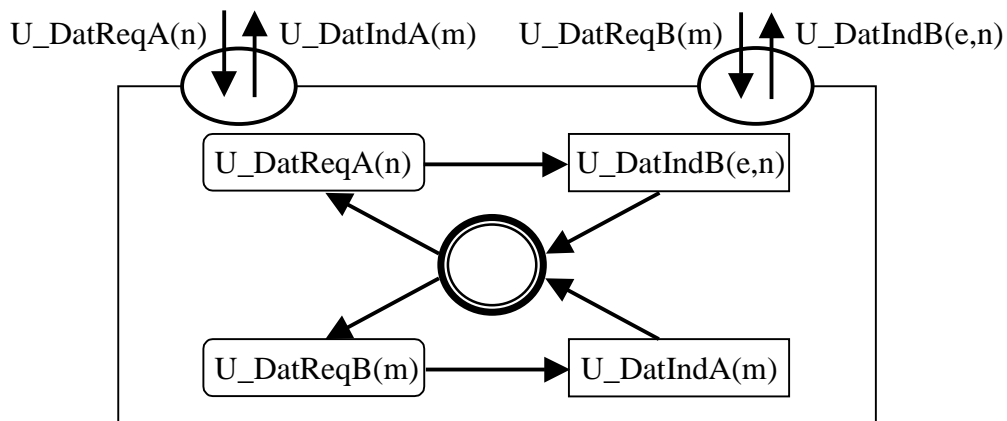 U_DatReqA(n) U_DatIndA(m) U_DatReqB(m) U_DatIndB(e,n)
U_DatReqA(n) U_DatIndB(e,n)
U_DatReqB(m) U_DatIndA(m)